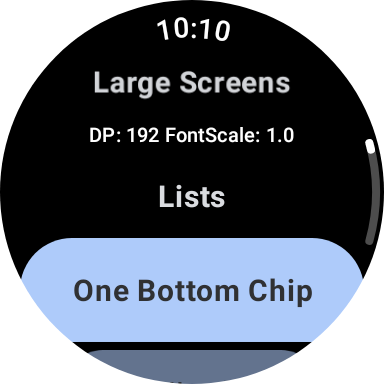 10:10
Large Screens
DP: 192 FontScale: 1.0
Lists
One Bottom Chip